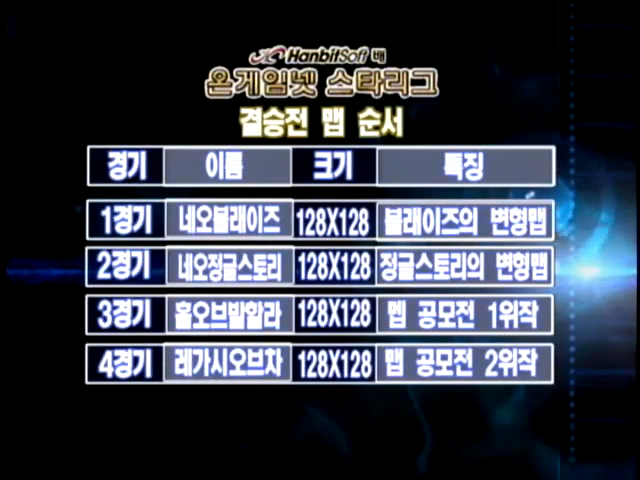 HanbitSoft 배
온게임넷 스타리그
결승전 맵 순서
경기 이름 크기 특징
1경기 네오블래이즈 128X128 블래이즈의 변형맵
2경기 네오정글스토리 128X128 정글스토리의 변형맵
3경기 홀오브발할라 128X128 멥 공모전 1위작
4경기 레가시오브차 128X128 맵 공모전 2위작